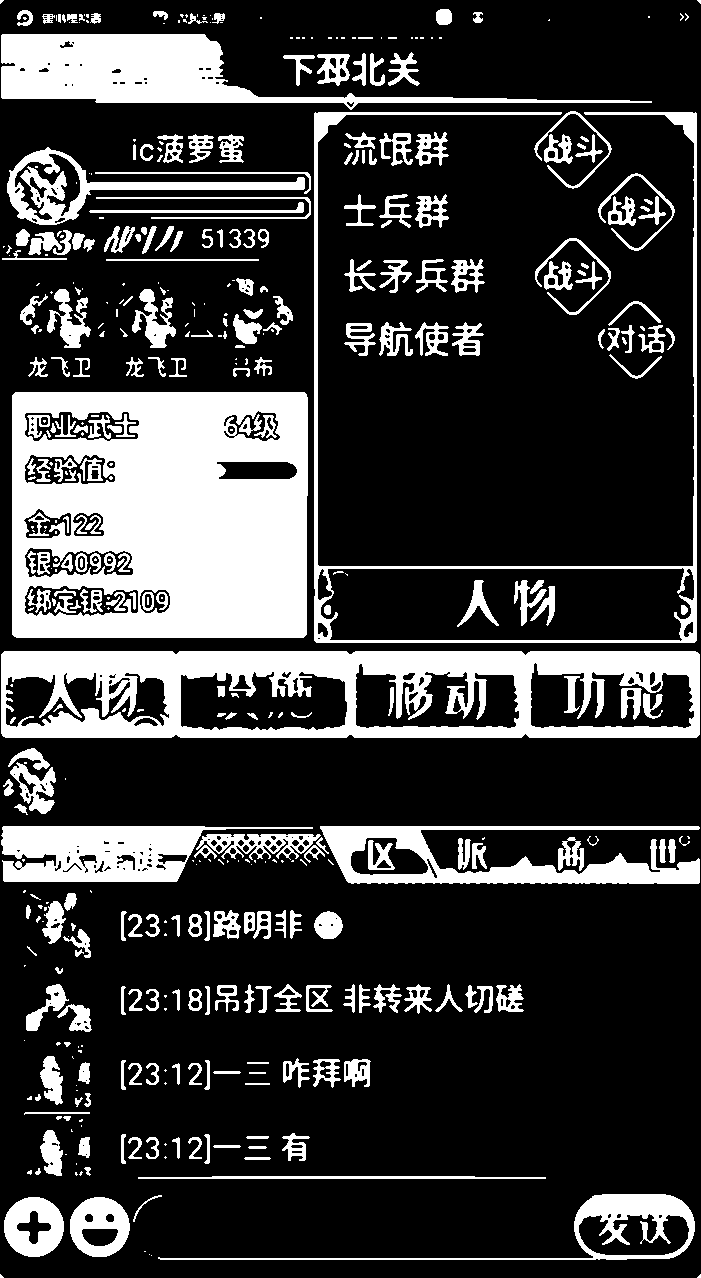 下邳北关
ic菠萝蜜
战斗力 51339
龙飞卫 龙飞卫 吕布
职业:武士 64级
经验值:
金:122
银:40992
绑定银:2109
流氓群 战斗
士兵群 战斗
长矛兵群 战斗
导航使者 对话
人物
人物 设施 移动 功能
区 派 商 世
[23:18]路明非
[23:18]吊打全区 非转来人切磋
[23:12]一三 咋拜啊
[23:12]一三 有
发送